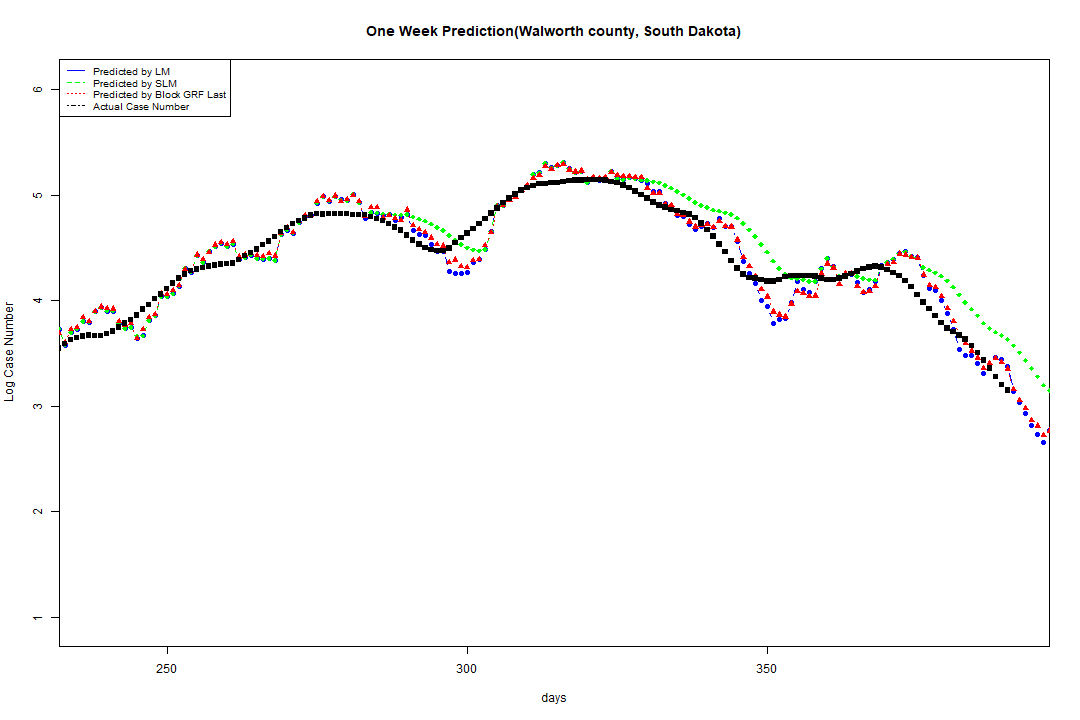 One Week Prediction(Walworth county, South Dakota)
Predicted by LM
Predicted by SLM
Predicted by Block GRF Last
Actual Case Number
6
5
4
3
2
1
Log Case Number
250
300
350
days